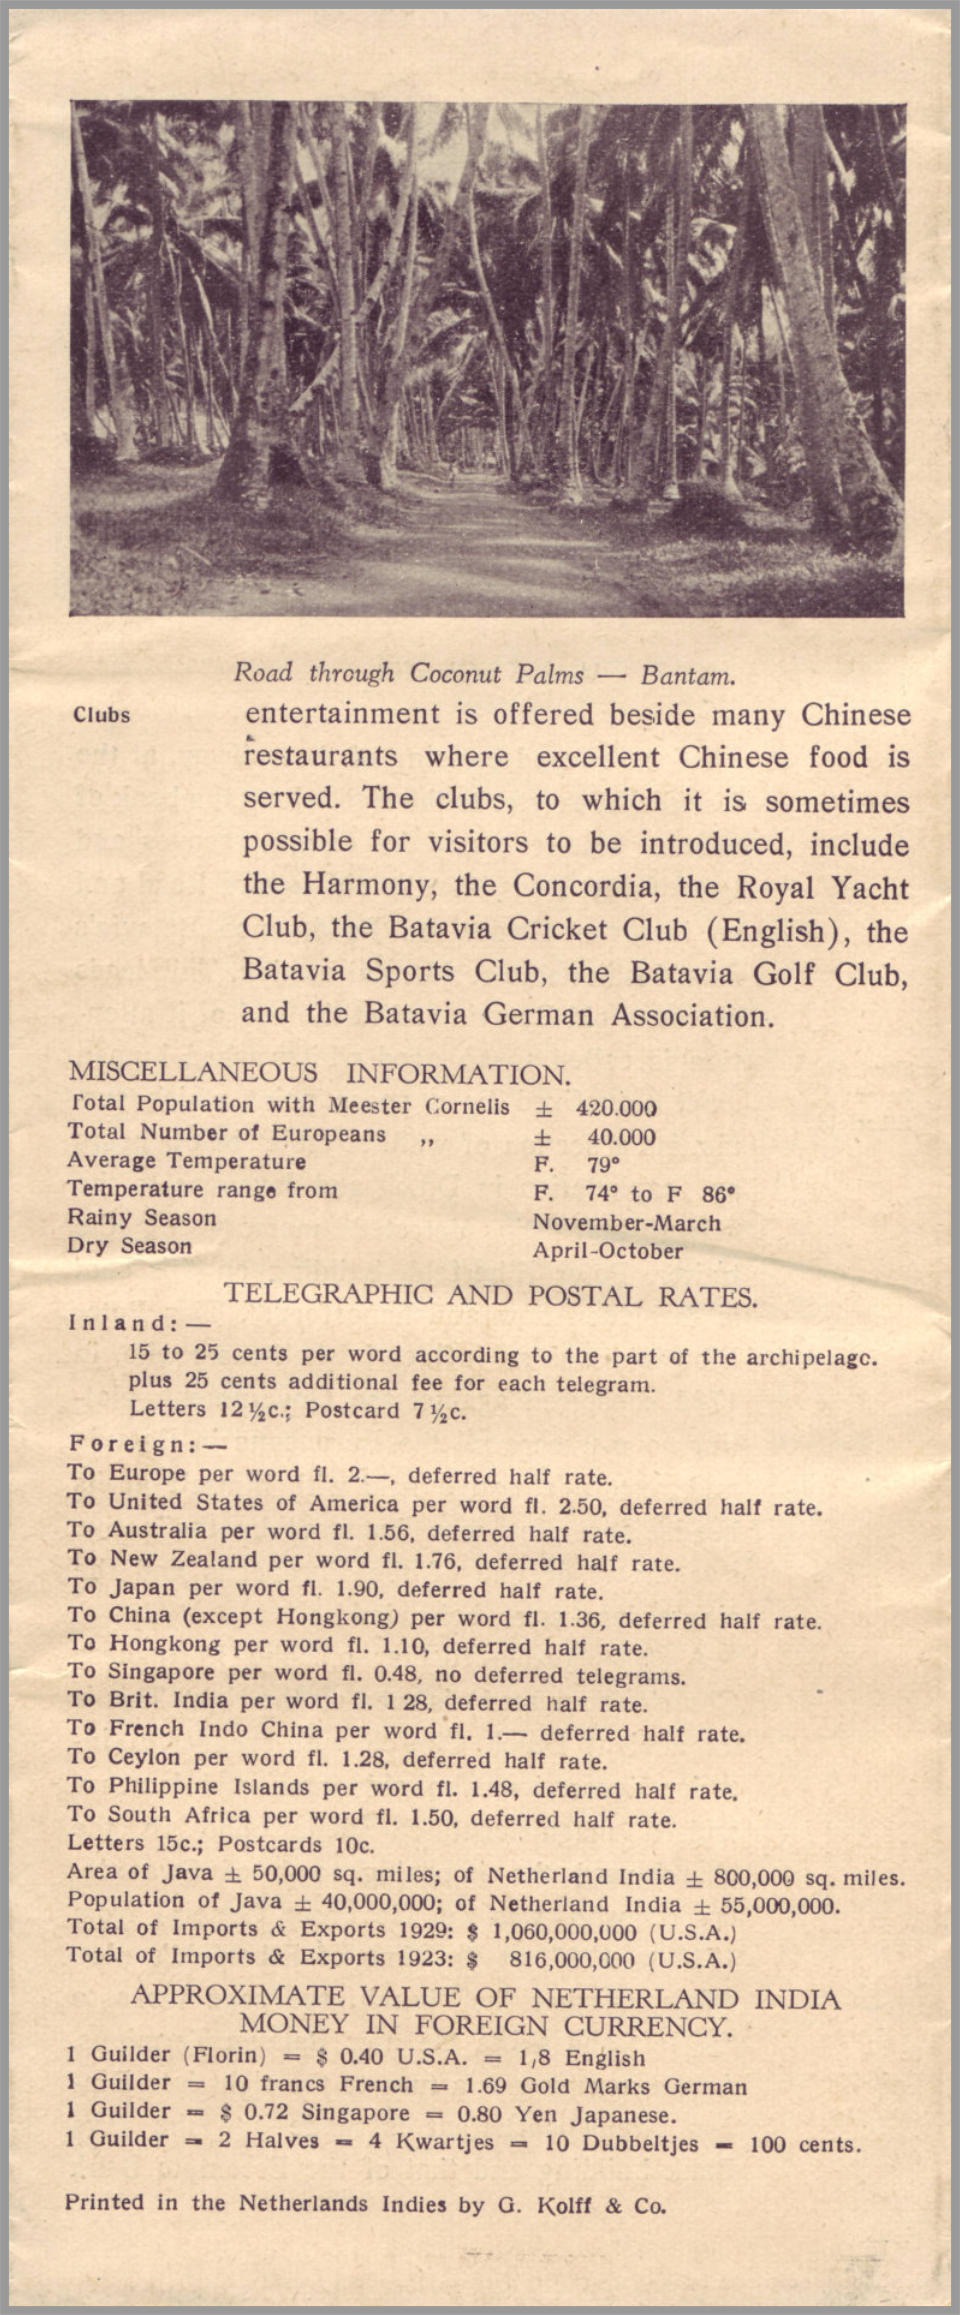 Road through Coconut Palms — Bantam.
Clubs
entertainment is offered beside many Chinese
restaurants where excellent Chinese food is
served. The clubs, to which it is sometimes
possible for visitors to be introduced, include
the Harmony, the Concordia, the Royal Yacht
Club, the Batavia Cricket Club (English), the
Batavia Sports Club, the Batavia Golf Club,
and the Batavia German Association.
MISCELLANEOUS INFORMATION.
Total Population with Meester Cornelis ± 420.000
Total Number of Europeans „ ± 40.000
Average Temperature F. 79°
Temperature range from F. 74° to F 86°
Rainy Season November-March
Dry Season April-October
TELEGRAPHIC AND POSTAL RATES.
Inland:—
15 to 25 cents per word according to the part of the archipelago.
plus 25 cents additional fee for each telegram.
Letters 12½c.; Postcard 7½c.
Foreign:—
To Europe per word fl. 2.—, deferred half rate.
To United States of America per word fl. 2.50, deferred half rate.
To Australia per word fl. 1.56, deferred half rate.
To New Zealand per word fl. 1.76, deferred half rate.
To Japan per word fl. 1.90, deferred half rate.
To China (except Hongkong) per word fl. 1.36, deferred half rate.
To Hongkong per word fl. 1.10, deferred half rate.
To Singapore per word fl. 0.48, no deferred telegrams.
To Brit. India per word fl. 1 28, deferred half rate.
To French Indo China per word fl. 1.— deferred half rate.
To Ceylon per word fl. 1.28, deferred half rate.
To Philippine Islands per word fl. 1.48, deferred half rate.
To South Africa per word fl. 1.50, deferred half rate.
Letters 15c.; Postcards 10c.
Area of Java ± 50,000 sq. miles; of Netherland India ± 800,000 sq. miles.
Population of Java ± 40,000,000; of Netherland India ± 55,000,000.
Total of Imports & Exports 1929: $ 1,060,000,000 (U.S.A.)
Total of Imports & Exports 1923: $ 816,000,000 (U.S.A.)
APPROXIMATE VALUE OF NETHERLAND INDIA
MONEY IN FOREIGN CURRENCY.
1 Guilder (Florin) = $ 0.40 U.S.A. = 1/8 English
1 Guilder = 10 francs French = 1.69 Gold Marks German
1 Guilder = $ 0.72 Singapore = 0.80 Yen Japanese.
1 Guilder = 2 Halves = 4 Kwartjes = 10 Dubbeltjes = 100 cents.
Printed in the Netherlands Indies by G. Kolff & Co.